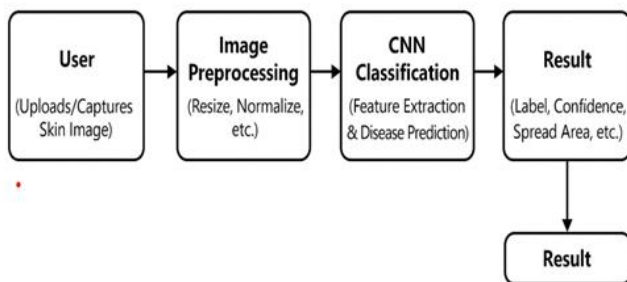 User
(Uploads/Captures
Skin Image)
Image
Preprocessing
(Resize, Normalize,
etc.)
CNN
Classification
(Feature Extraction
& Disease Prediction)
Result
(Label, Confidence,
Spread Area, etc.)
Result